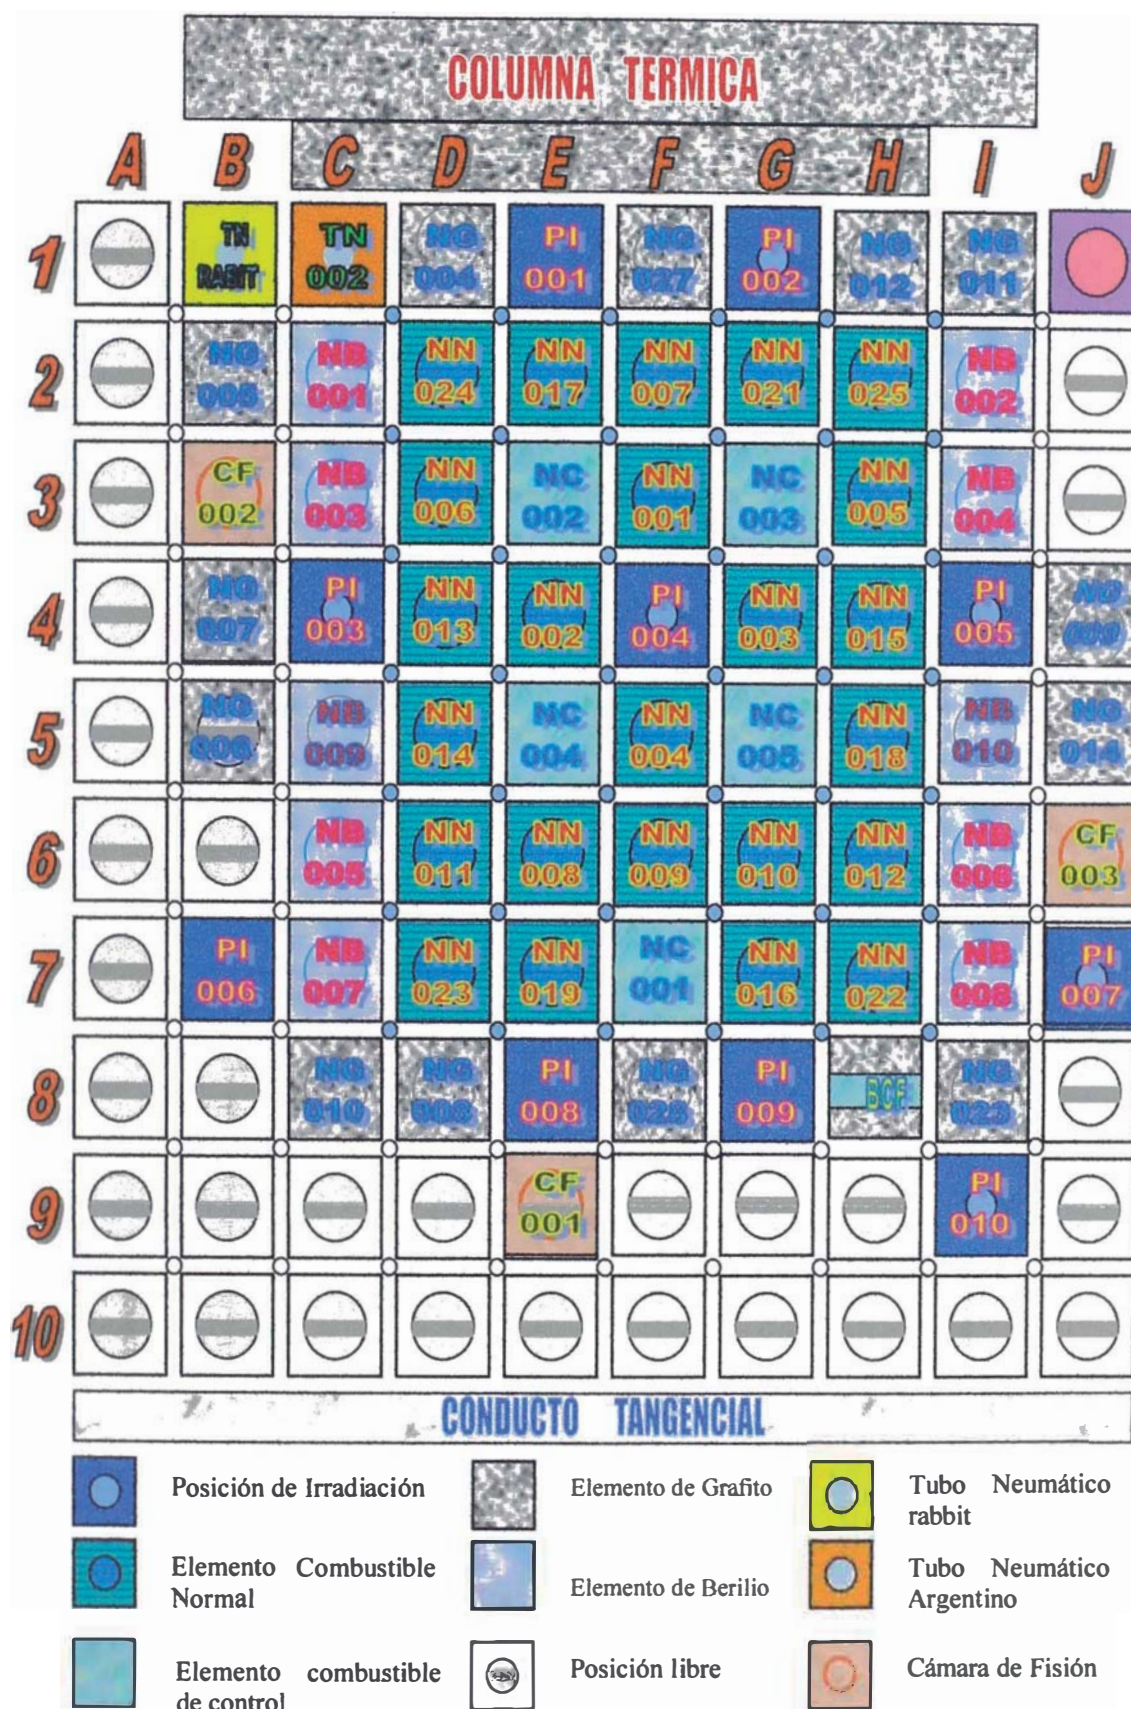 COLUMNA TERMICA
A B C D E F G H I J
1
TN TN NG PI NG PI NG NG
RABIT 002 004 001 027 002 012 011
2
NG NB NN NN NN NN NN NB
001 024 017 007 021 025 002
3
CF NB NN NC NN NC NN NB
002 003 006 002 001 003 005 004
4
NG PI NN NN PI NN NN PI NG
007 003 013 002 004 003 015 005
5
NG NB NN NC NN NC NN NB NG
006 009 014 004 004 005 018 010 014
6
NB NN NN NN NN NN NB CF
005 011 008 009 010 012 006 003
7
PI NB NN NN NC NN NN NB PI
006 007 023 019 001 016 022 008 007
8
NG NG PI NG PI BCF NG
010 008 008 009 023
9
CF PI
001 010
10
CONDUCTO TANGENCIAL
Posición de Irradiación
Elemento de Grafito
Tubo Neumático
rabbit
Elemento Combustible
Normal
Elemento de Berilio
Tubo Neumático
Argentino
Elemento combustible
de control
Posición libre
Cámara de Fisión